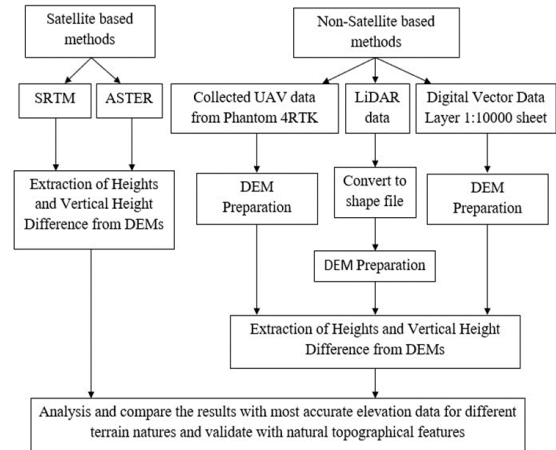 Satellite based
methods
Non-Satellite based
methods
SRTM
ASTER
Collected UAV data
from Phantom 4RTK
LiDAR
data
Digital Vector Data
Layer 1:10000 sheet
Extraction of Heights
and Vertical Height
Difference from DEMs
DEM
Preparation
Convert to
shape file
DEM
Preparation
DEM Preparation
Extraction of Heights and Vertical Height
Difference from DEMs
Analysis and compare the results with most accurate elevation data for different
terrain natures and validate with natural topographical features